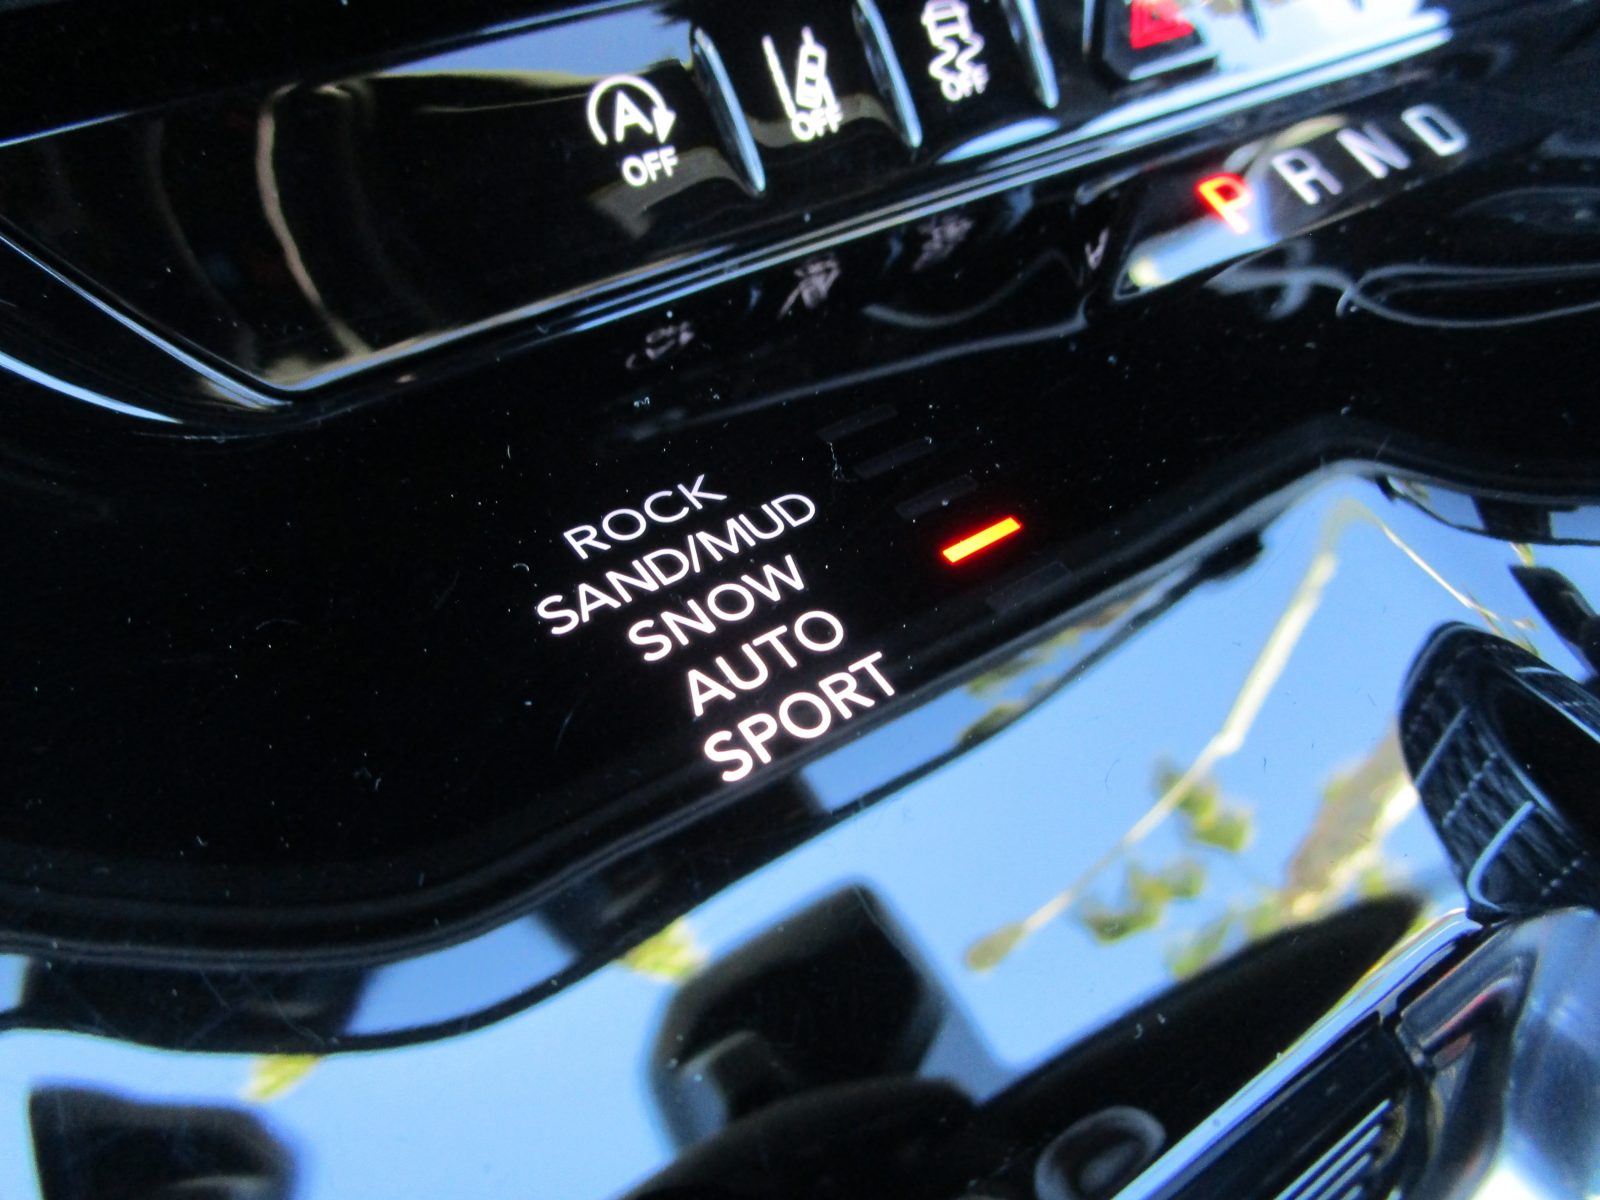 A
OFF
OFF
OFF
P R N D
ROCK
SAND/MUD
SNOW
AUTO
SPORT